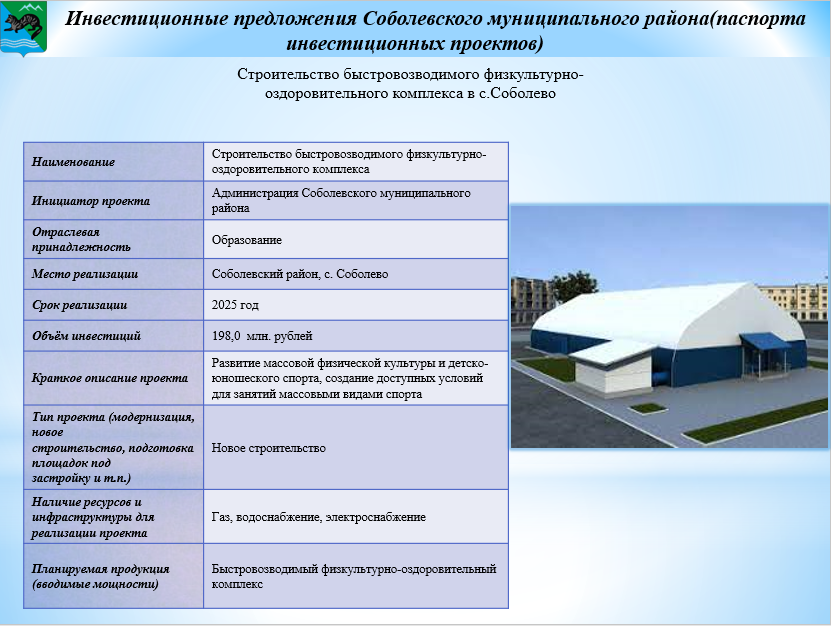 Инвестиционные предложения Соболевского муниципального района(паспорта
инвестиционных проектов)
Строительство быстровозводимого физкультурно-
оздоровительного комплекса в с.Соболево
Наименование
Строительство быстровозводимого физкультурно-
оздоровительного комплекса
Инициатор проекта
Администрация Соболевского муниципального
района
Отраслевая
принадлежность
Образование
Место реализации
Соболевский район, с. Соболево
Срок реализации
2025 год
Объём инвестиций
198,0 млн. рублей
Краткое описание проекта
Развитие массовой физической культуры и детско-
юношеского спорта, создание доступных условий
для занятий массовыми видами спорта
Тип проекта (модернизация,
новое
строительство, подготовка
площадок под
застройку и т.п.)
Новое строительство
Наличие ресурсов и
инфраструктуры для
реализации проекта
Газ, водоснабжение, электроснабжение
Планируемая продукция
(вводимые мощности)
Быстровозводимый физкультурно-оздоровительный
комплекс